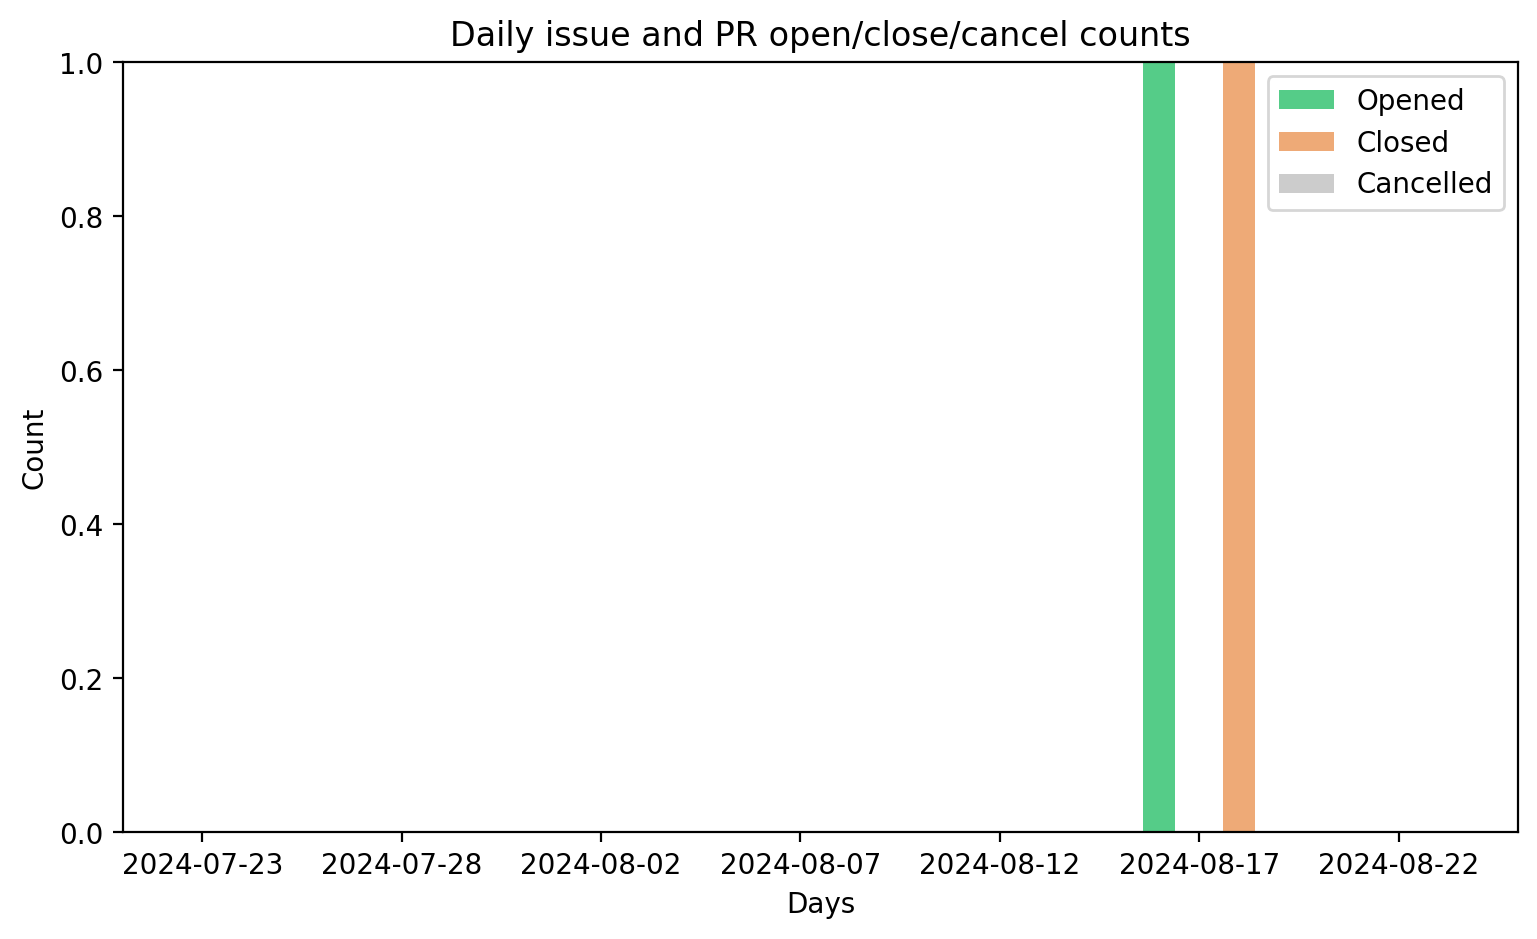 Daily issue and PR open/close/cancel counts
1.0
0.8
0.6
0.4
0.2
0.0
Count
Opened
Closed
Cancelled
2024-07-23 2024-07-28 2024-08-02 2024-08-07 2024-08-12 2024-08-17 2024-08-22
Days